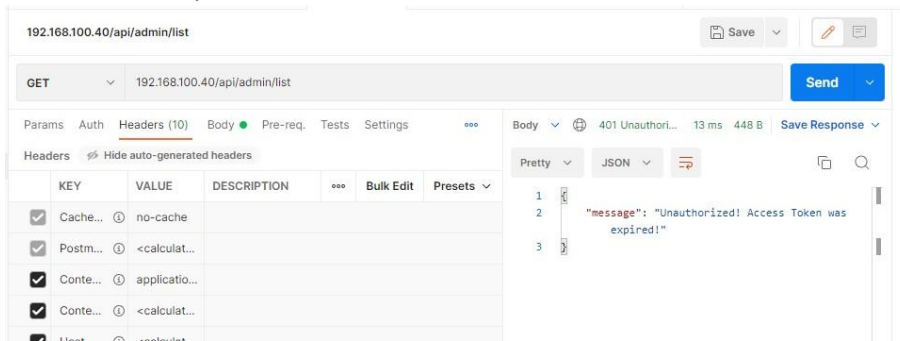 192.168.100.40/api/admin/list
Save
GET
192.168.100.40/api/admin/list
Send
Params Auth Headers (10) Body Pre-req. Tests Settings
Body 401 Unauthori... 13 ms 448 B Save Response
Headers Hide auto-generated headers
Pretty JSON
KEY VALUE DESCRIPTION Bulk Edit Presets
Cache... no-cache
Postm... <calculat...
Conte... applicatio...
Conte... <calculat...
1 {
2 "message": "Unauthorized! Access Token was
expired!"
3 }